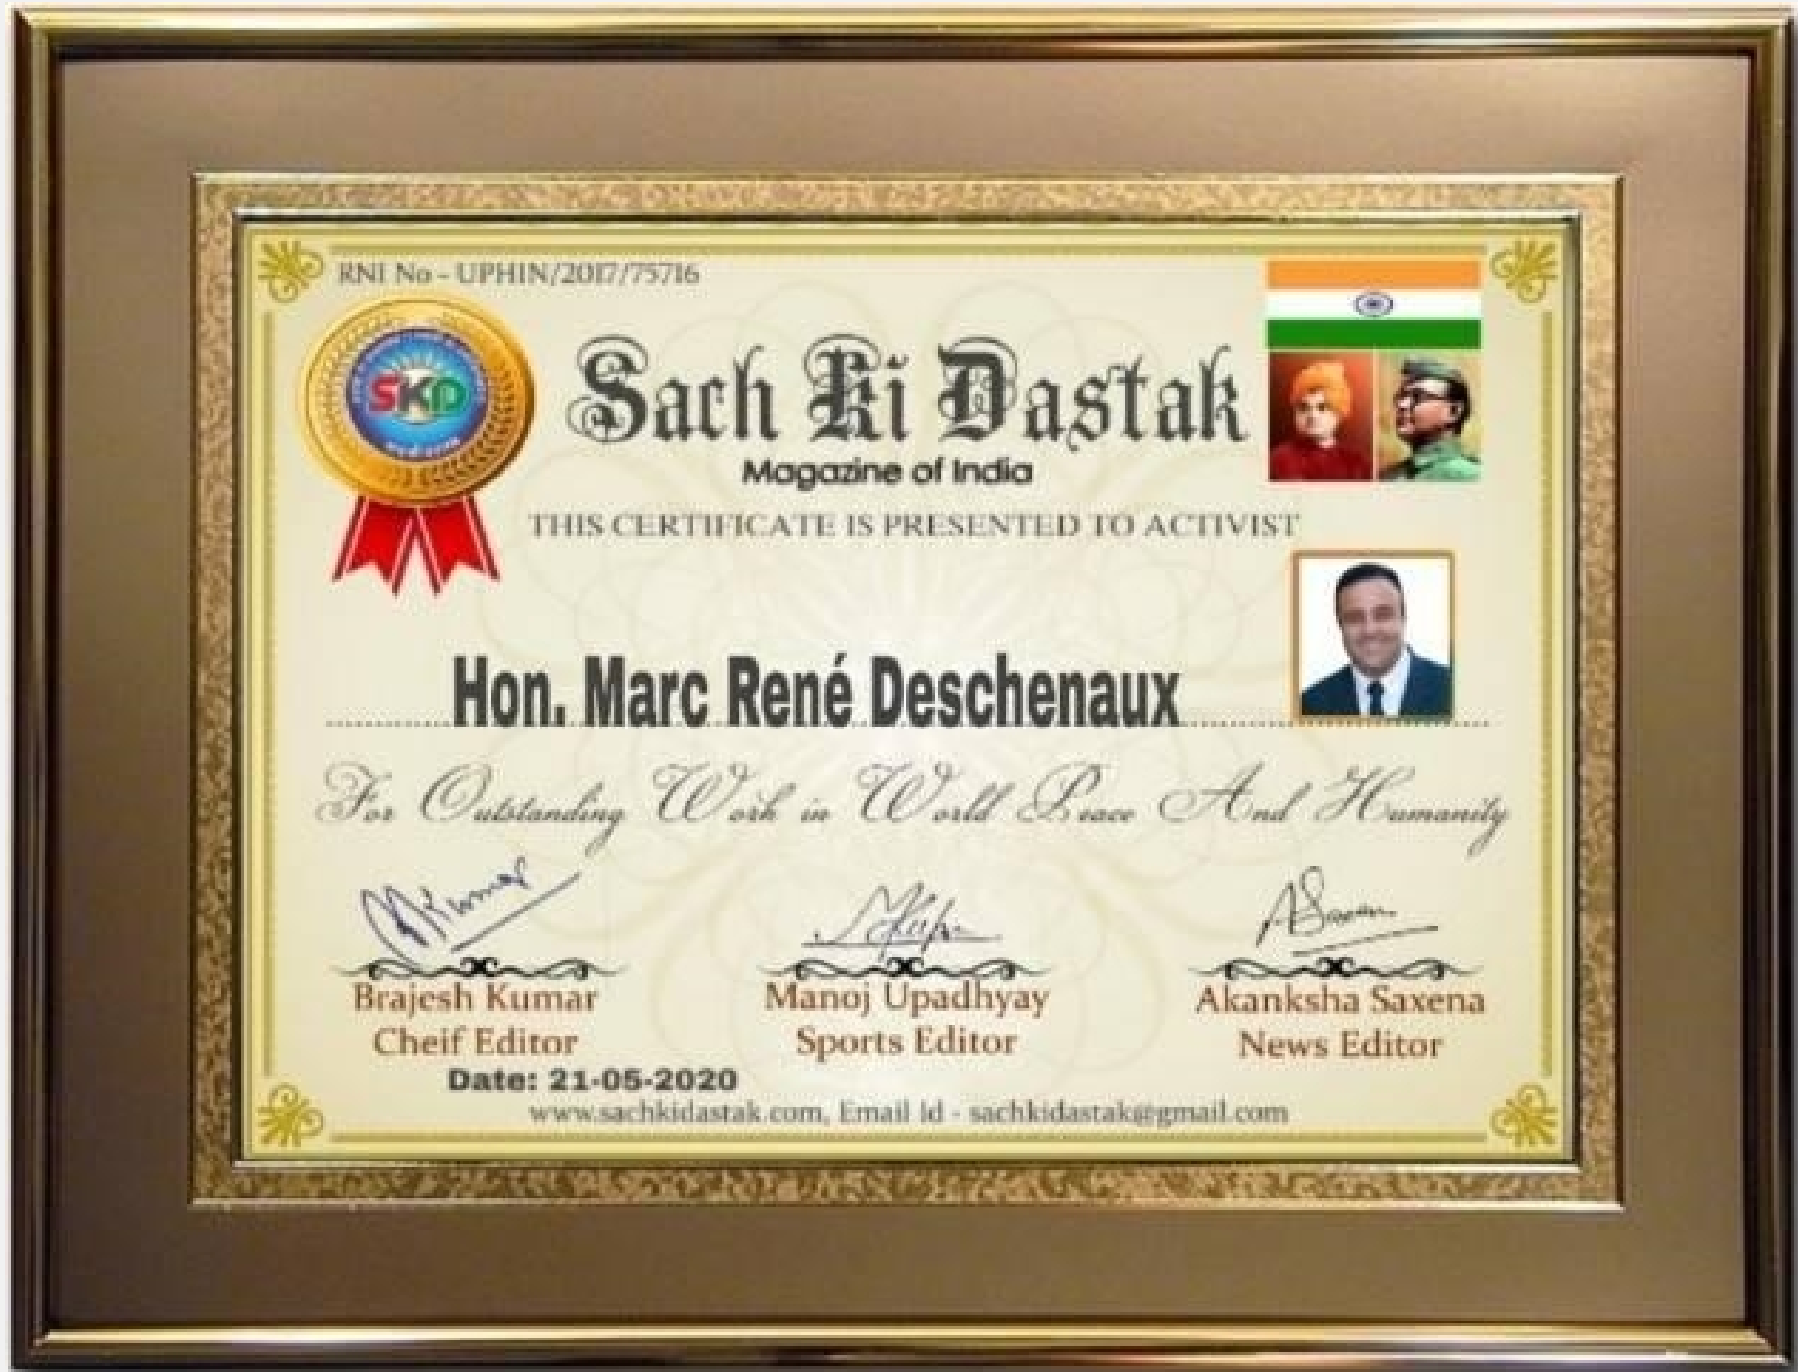 RNI No - UPHIN/2017/75716
SKD
Sach Ki Dastak
Magazine of India
THIS CERTIFICATE IS PRESENTED TO ACTIVIST
Hon. Marc René Deschenaux
For Outstanding Work in World Peace And Humanity
Brajesh Kumar
Cheif Editor
Manoj Upadhyay
Sports Editor
Akanksha Saxena
News Editor
Date: 21-05-2020
www.sachkidastak.com, Email Id - sachkidastak@gmail.com